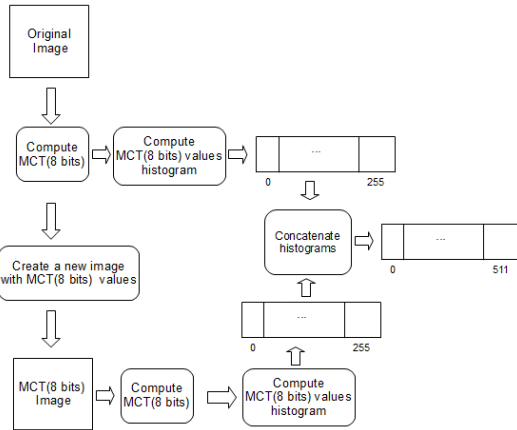 Original
Image
Compute
MCT(8 bits)
Compute
MCT(8 bits) values
histogram
...
0 255
Concatenate
histograms
...
0 511
Create a new image
with MCT(8 bits) values
...
0 255
MCT(8 bits)
Image
Compute
MCT(8 bits)
Compute
MCT(8 bits) values
histogram